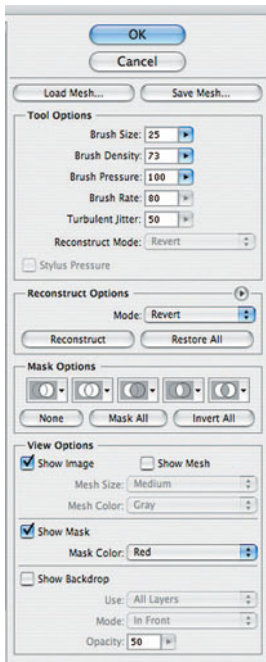 OK
Cancel
Load Mesh... Save Mesh...
Tool Options
Brush Size: 25
Brush Density: 73
Brush Pressure: 100
Brush Rate: 80
Turbulent Jitter: 50
Reconstruct Mode: Revert
Stylus Pressure
Reconstruct Options
Mode: Revert
Reconstruct Restore All
Mask Options
None Mask All Invert All
View Options
Show Image Show Mesh
Mesh Size: Medium
Mesh Color: Gray
Show Mask
Mask Color: Red
Show Backdrop
Use: All Layers
Mode: In Front
Opacity: 50